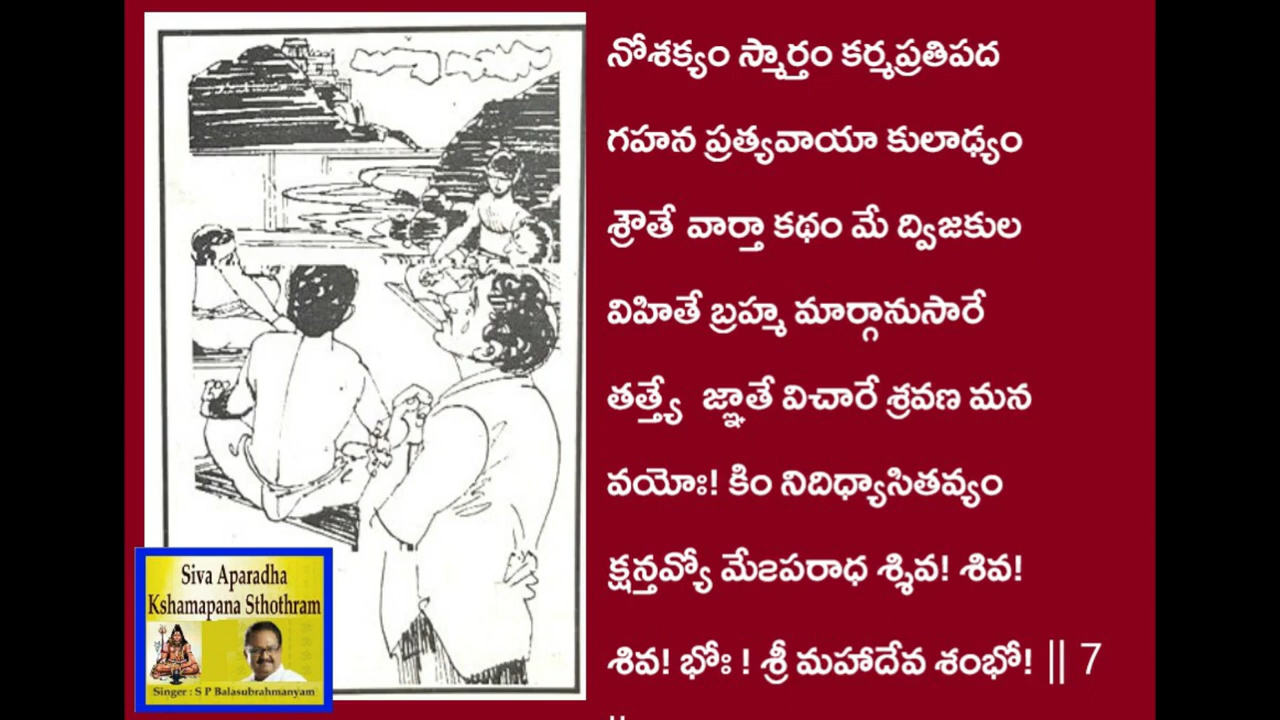 నోశక్యం స్మార్తం కర్మప్రతిపద
గహన ప్రత్యవాయా కులాఢ్యం
శ్రౌతే వార్తా కథం మే ద్విజకుల
విహితే బ్రహ్మ మార్గానుసారే
తత్త్యే జ్ఞాతే విచారే శ్రవణ మన
వయోః! కిం నిదిధ్యాసితవ్యం
క్షన్తవ్యో మేఽపరాధ శ్శివ! శివ!
శివ! భోః ! శ్రీ మహాదేవ శంభో! || 7
Siva Aparadha
Kshamapana Sthothram
Singer : S P Balasubrahmanyam